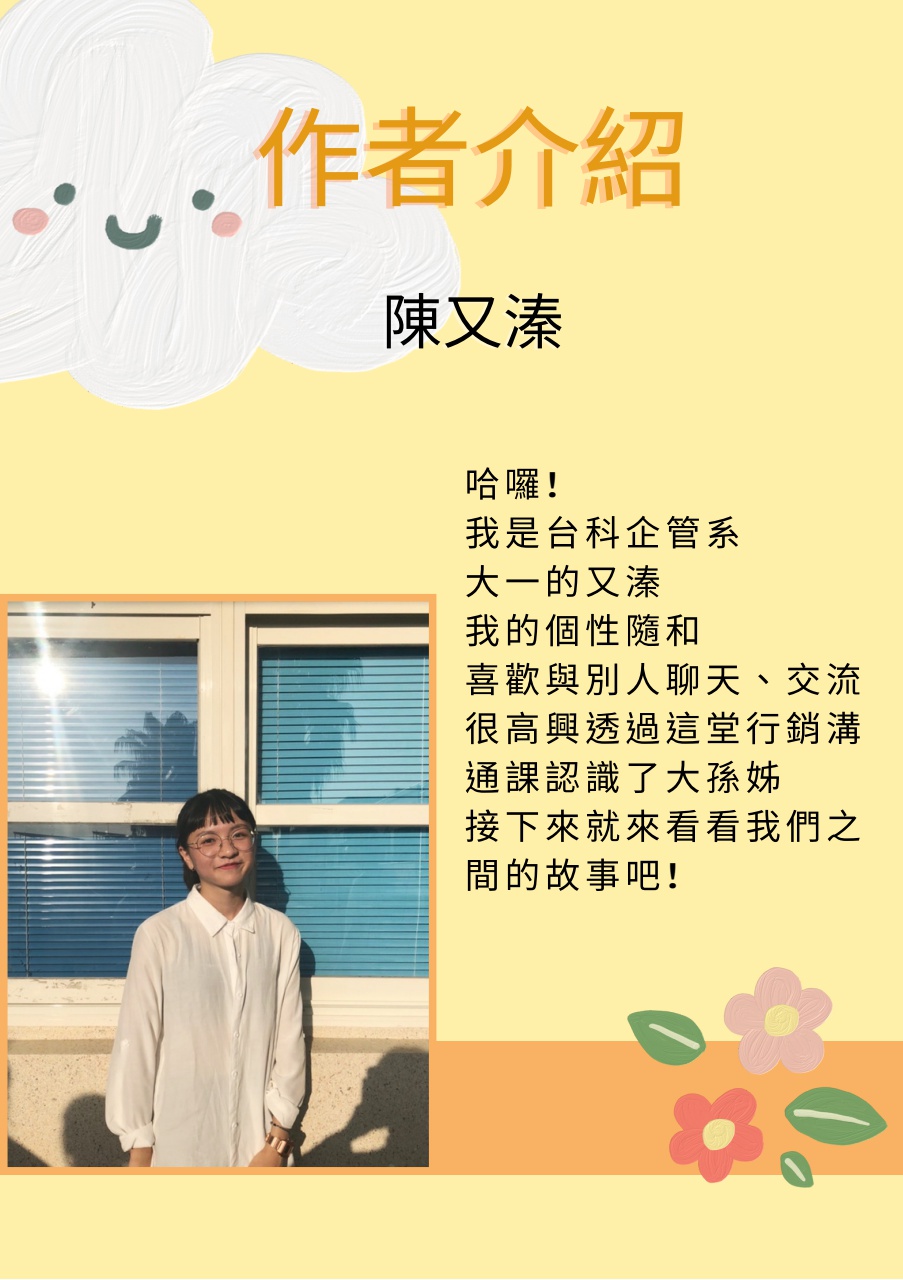 作者介紹
陳又溱
哈囉！
我是台科企管系
大一的又溱
我的個性隨和
喜歡與別人聊天、交流
很高興透過這堂行銷溝
通課認識了大孫姊
接下來就來看看我們之
間的故事吧！